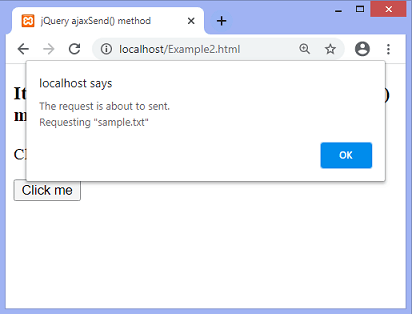 jQuery ajaxSend() method
localhost/Example2.html
localhost says
The request is about to sent.
Requesting "sample.txt"
OK
It
)
m
Cl
Click me